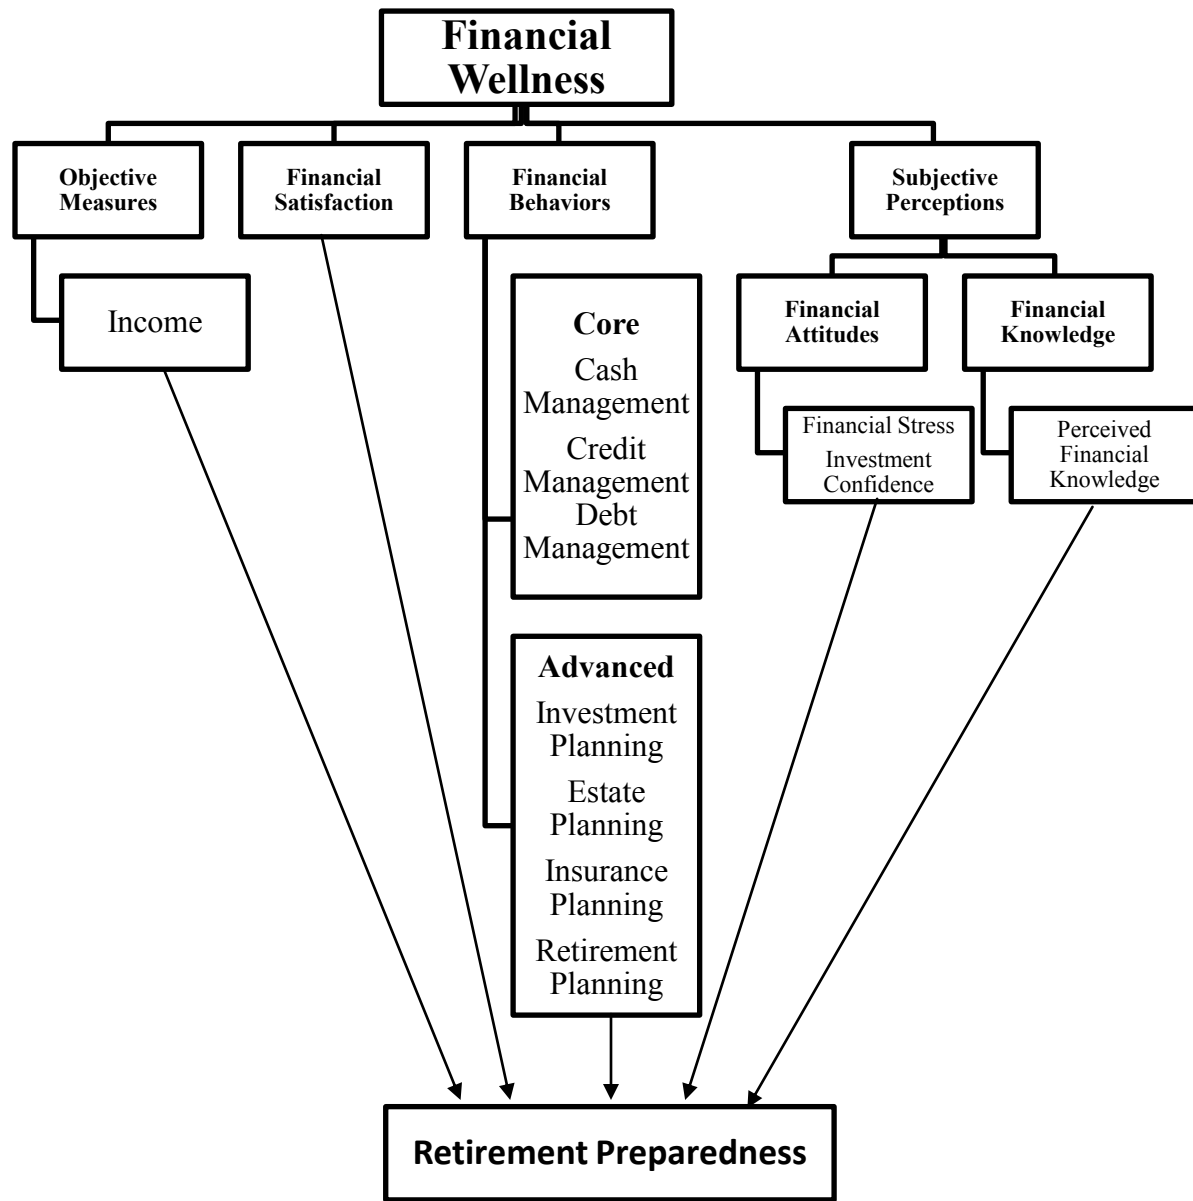 Financial
Wellness
Objective
Measures
Financial
Satisfaction
Financial
Behaviors
Subjective
Perceptions
Income
Core
Cash
Management
Credit
Management
Debt
Management
Advanced
Investment
Planning
Estate
Planning
Insurance
Planning
Retirement
Planning
Financial
Attitudes
Financial
Knowledge
Financial Stress
Investment
Confidence
Perceived
Financial
Knowledge
Retirement Preparedness